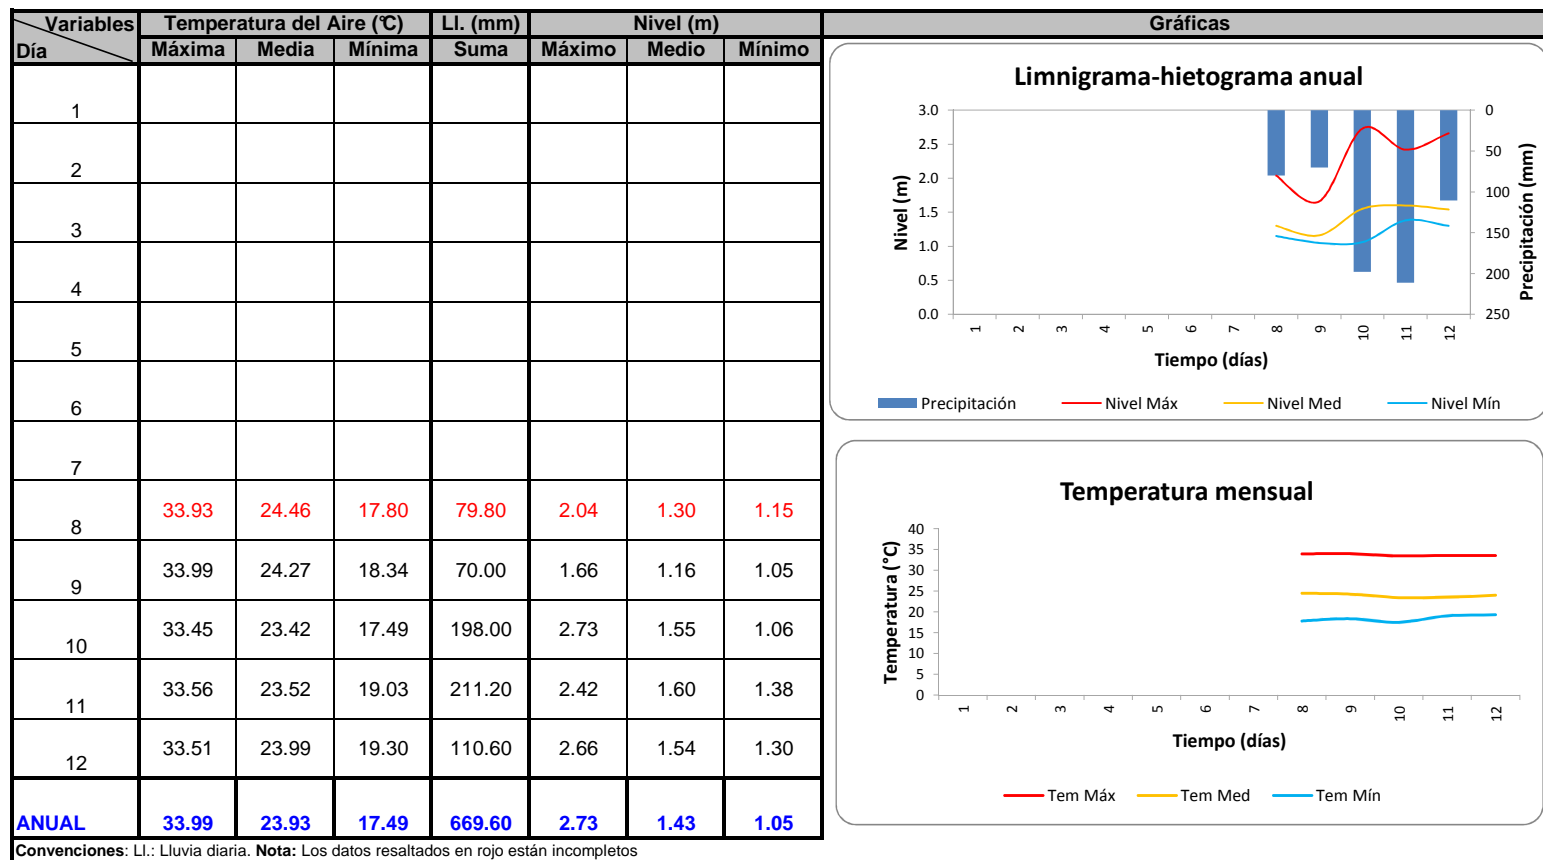 Variables Temperatura del Aire (°C) Ll. (mm) Nivel (m) Gráficas
Día Máxima Media Mínima Suma Máximo Medio Mínimo
1
2
3
4
5
6
7
8 33.93 24.46 17.80 79.80 2.04 1.30 1.15
9 33.99 24.27 18.34 70.00 1.66 1.16 1.05
10 33.45 23.42 17.49 198.00 2.73 1.55 1.06
11 33.56 23.52 19.03 211.20 2.42 1.60 1.38
12 33.51 23.99 19.30 110.60 2.66 1.54 1.30
ANUAL 33.99 23.93 17.49 669.60 2.73 1.43 1.05
Convenciones: Ll.: Lluvia diaria. Nota: Los datos resaltados en rojo están incompletos
Limnigrama-hietograma anual
Nivel (m)
3.0
2.5
2.0
1.5
1.0
0.5
0.0
0
50
100
150
200
250
Precipitación (mm)
1 2 3 4 5 6 7 8 9 10 11 12
Tiempo (días)
Precipitación Nivel Máx Nivel Med Nivel Mín
Temperatura mensual
Temperatura (°C)
40
35
30
25
20
15
10
5
0
1 2 3 4 5 6 7 8 9 10 11 12
Tiempo (días)
Tem Máx Tem Med Tem Mín